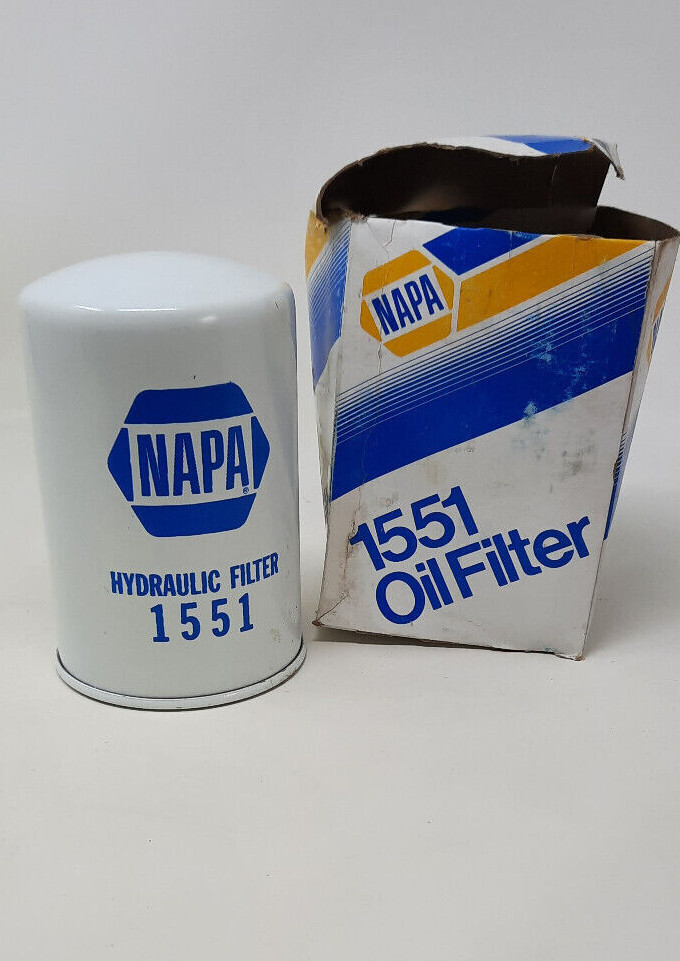 NAPA
®
HYDRAULIC FILTER
1551
NAPA
1551
Oil Filter